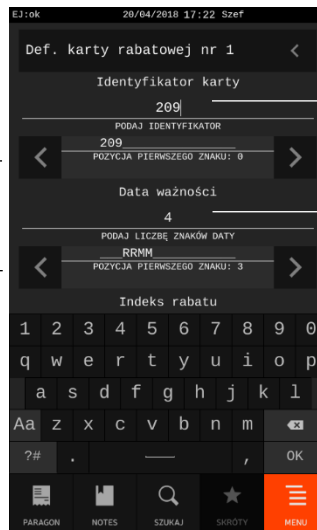 EJ:ok 20/04/2018 17:22 Szef
Def. karty rabatowej nr 1
Identyfikator karty
209
PODAJ IDENTYFIKATOR
209
POZYCJA PIERWSZEGO ZNAKU: 0
Data ważności
4
PODAJ LICZBĘ ZNAKÓW DATY
___RRMM
POZYCJA PIERWSZEGO ZNAKU: 3
Indeks rabatu
1 2 3 4 5 6 7 8 9 0
q w e r t y u i o p
a s d f g h j k l
Aa z x c v b n m
?# . , OK
PARAGON NOTES SZUKAJ SKRÓTY MENU